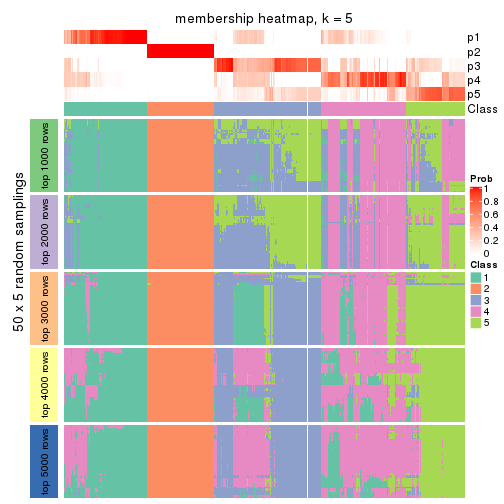 membership heatmap, k = 5
p1
p2
p3
p4
p5
Class
50 x 5 random samplings
top 1000 rows
top 2000 rows
top 3000 rows
top 4000 rows
top 5000 rows
Prob
1
0.8
0.6
0.4
0.2
0
Class
1
2
3
4
5